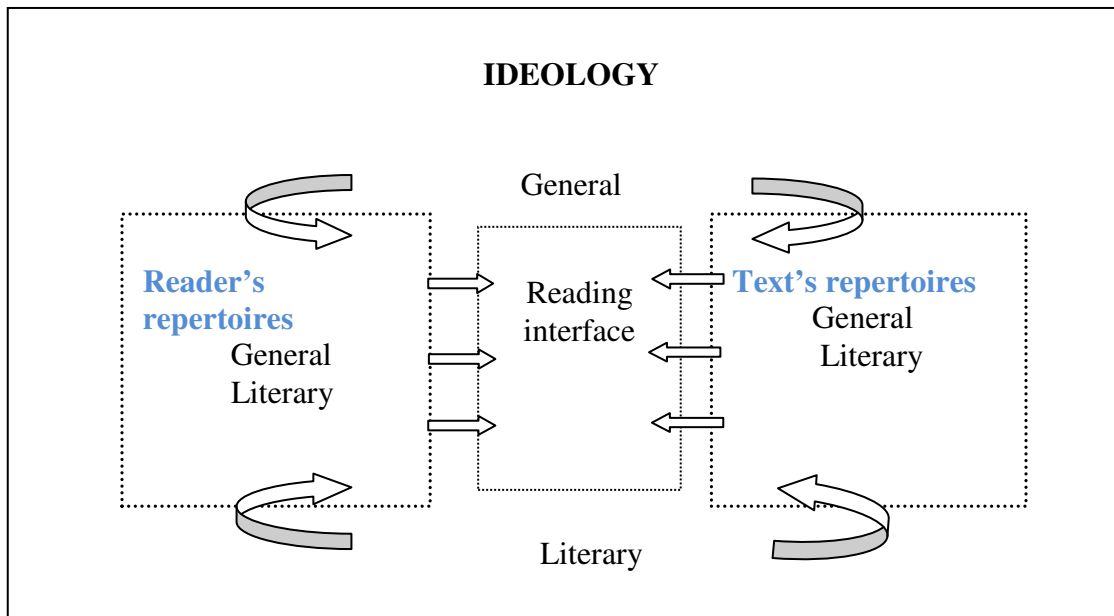 IDEOLOGY
General
Reader’s
repertoires
General
Literary
Reading
interface
Text’s repertoires
General
Literary
Literary